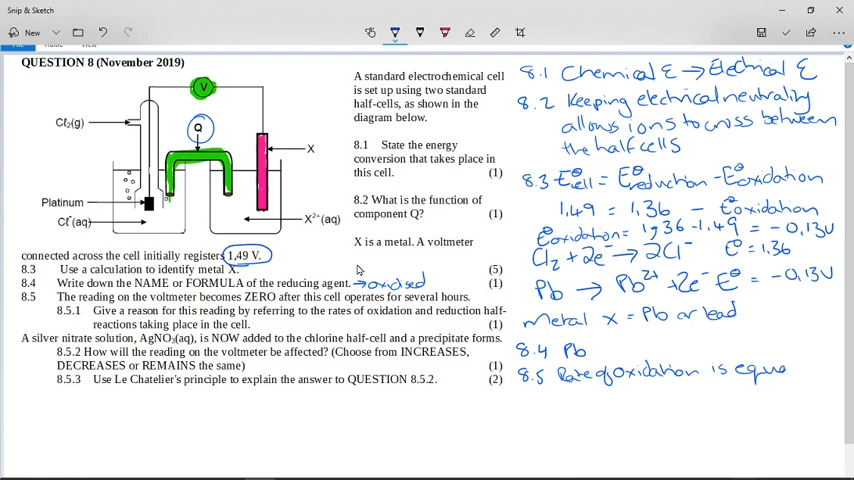 Snip & Sketch
New
QUESTION 8 (November 2019)
V
Cℓ₂(g)
Q
X
Platinum
Cℓ⁻(aq)
X²⁺(aq)
A standard electrochemical cell
is set up using two standard
half-cells, as shown in the
diagram below.
8.1 State the energy
conversion that takes place in
this cell. (1)
8.2 What is the function of
component Q? (1)
X is a metal. A voltmeter
connected across the cell initially registers 1,49 V.
8.3 Use a calculation to identify metal X. (5)
8.4 Write down the NAME or FORMULA of the reducing agent. → oxidised (1)
8.5 The reading on the voltmeter becomes ZERO after this cell operates for several hours.
8.5.1 Give a reason for this reading by referring to the rates of oxidation and reduction half-
reactions taking place in the cell. (1)
A silver nitrate solution, AgNO₃(aq), is NOW added to the chlorine half-cell and a precipitate forms.
8.5.2 How will the reading on the voltmeter be affected? (Choose from INCREASES,
DECREASES or REMAINS the same) (1)
8.5.3 Use Le Chatelier's principle to explain the answer to QUESTION 8.5.2. (2)
8.1 Chemical E → Electrical E
8.2 Keeping electrical neutrality
allows ions to cross between
the half cells
8.3 E°cell = E°reduction - E°oxidation
1,49 = 1,36 - E°oxidation
E°oxidation = 1,36 - 1,49 = -0,13V
Cl₂ + 2e⁻ → 2Cl⁻ E° = 1,36
Pb → Pb²⁺ + 2e⁻ E° = -0,13V
Metal x = Pb or lead
8.4 Pb
8.5 Rate of oxidation is equa